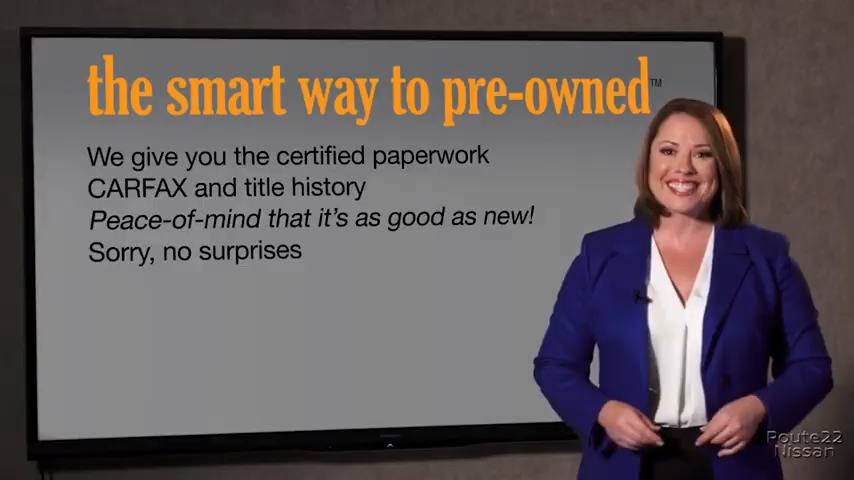 the smart way to pre-owned™
We give you the certified paperwork
CARFAX and title history
Peace-of-mind that it's as good as new!
Sorry, no surprises
Route22
Nissan